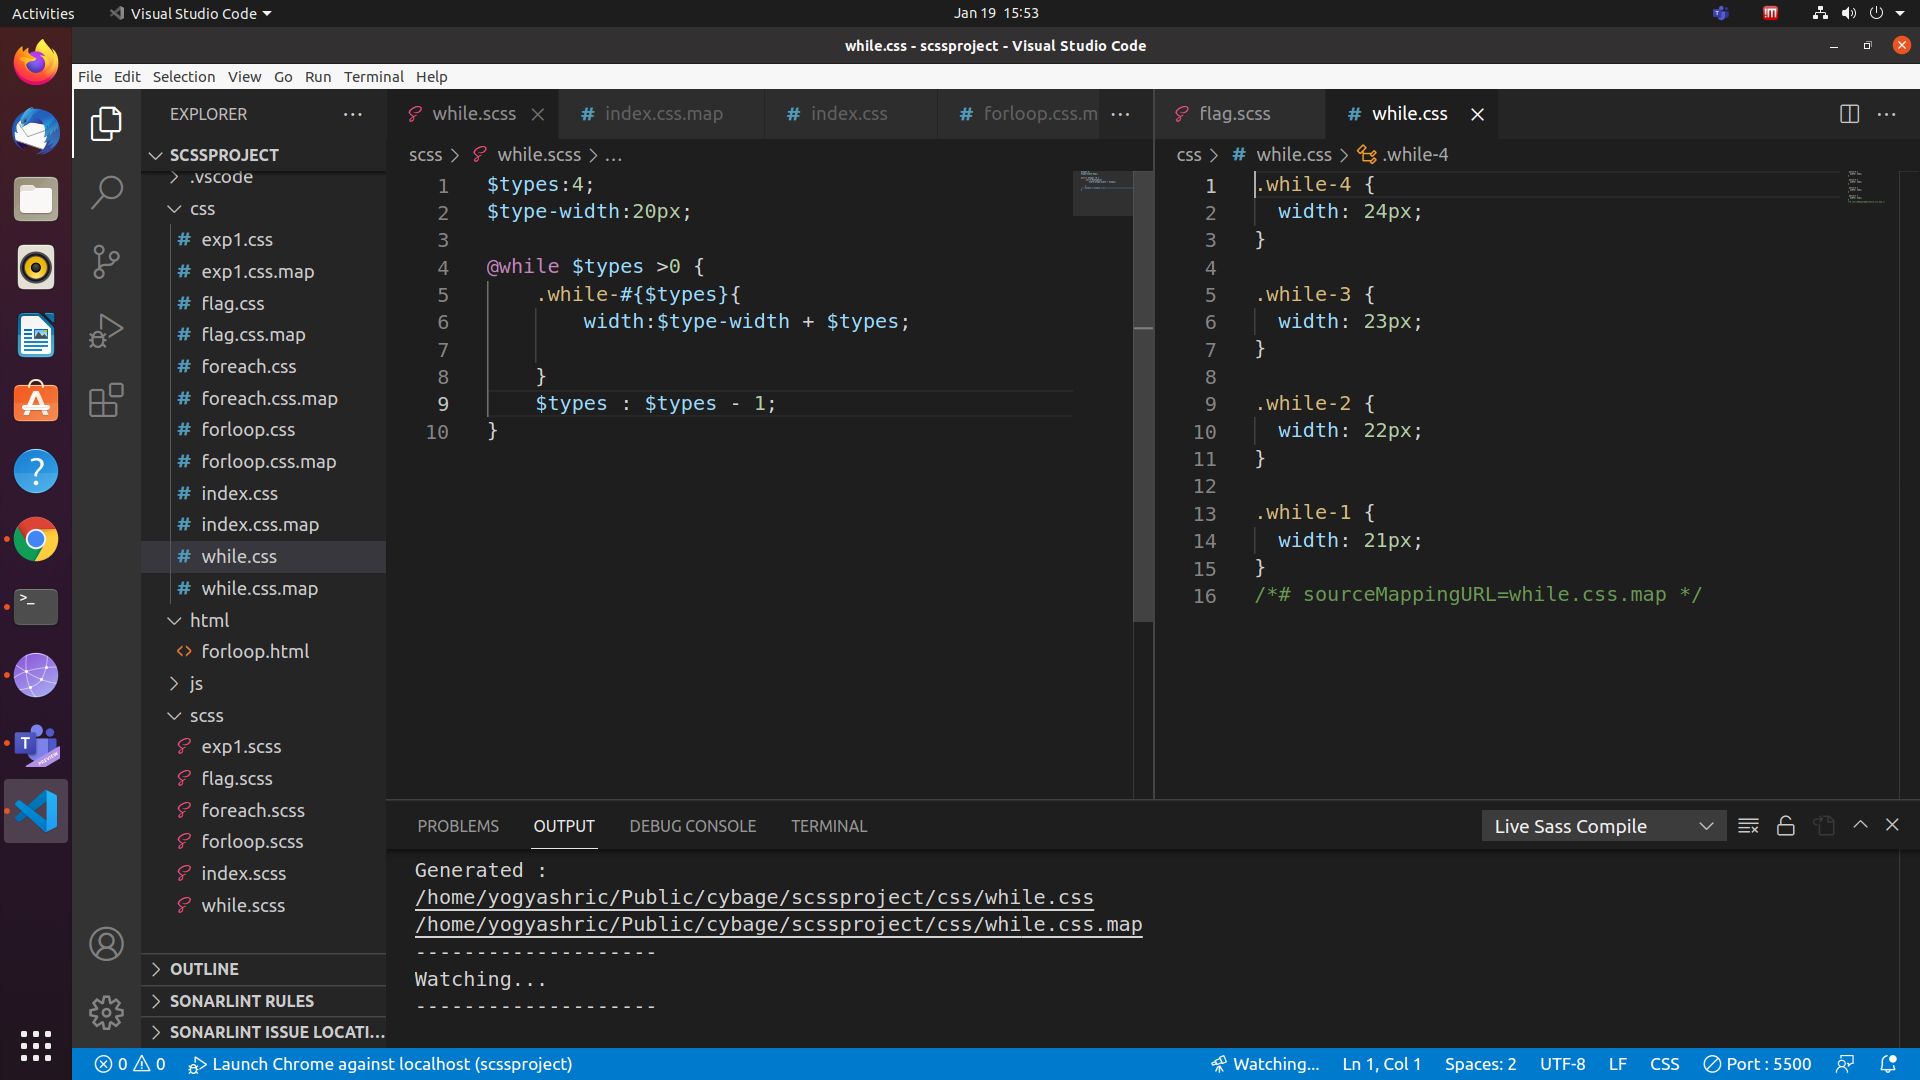 Activities
Visual Studio Code
Jan 19 15:53
while.css - scssproject - Visual Studio Code
File Edit Selection View Go Run Terminal Help
EXPLORER
SCSSPROJECT
.vscode
css
exp1.css
exp1.css.map
flag.css
flag.css.map
foreach.css
foreach.css.map
forloop.css
forloop.css.map
index.css
index.css.map
while.css
while.css.map
html
forloop.html
js
scss
exp1.scss
flag.scss
foreach.scss
forloop.scss
index.scss
while.scss
OUTLINE
SONARLINT RULES
SONARLINT ISSUE LOCATI...
while.scss
index.css.map
index.css
forloop.css.m
scss > while.scss > ...
1 $types:4;
2 $type-width:20px;
3
4 @while $types >0 {
5 .while-#{$types}{
6 width:$type-width + $types;
7
8 }
9 $types : $types - 1;
10 }
flag.scss
while.css
css > # while.css > .while-4
1 .while-4 {
2 width: 24px;
3 }
4
5 .while-3 {
6 width: 23px;
7 }
8
9 .while-2 {
10 width: 22px;
11 }
12
13 .while-1 {
14 width: 21px;
15 }
16 /*# sourceMappingURL=while.css.map */
PROBLEMS OUTPUT DEBUG CONSOLE TERMINAL
Live Sass Compile
Generated :
/home/yogyashric/Public/cybage/scssproject/css/while.css
/home/yogyashric/Public/cybage/scssproject/css/while.css.map
--------------------
Watching...
--------------------
0 0 Launch Chrome against localhost (scssproject)
Watching... Ln 1, Col 1 Spaces: 2 UTF-8 LF CSS Port : 5500